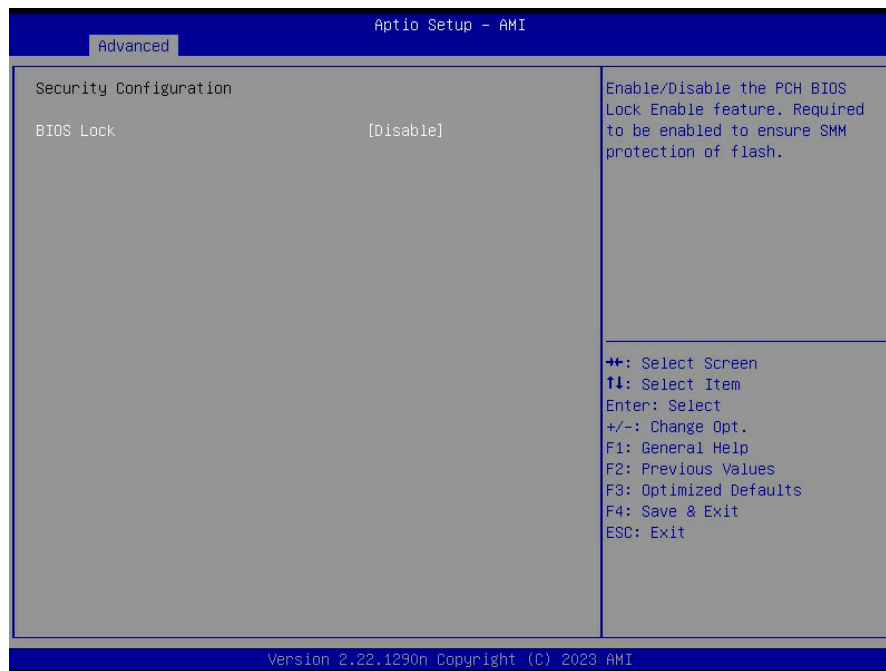 Aptio Setup – AMI
Advanced
Security Configuration
BIOS Lock [Disable]
Enable/Disable the PCH BIOS
Lock Enable feature. Required
to be enabled to ensure SMM
protection of flash.
→←: Select Screen
↑↓: Select Item
Enter: Select
+/-: Change Opt.
F1: General Help
F2: Previous Values
F3: Optimized Defaults
F4: Save & Exit
ESC: Exit
Version 2.22.1290n Copyright (C) 2023 AMI